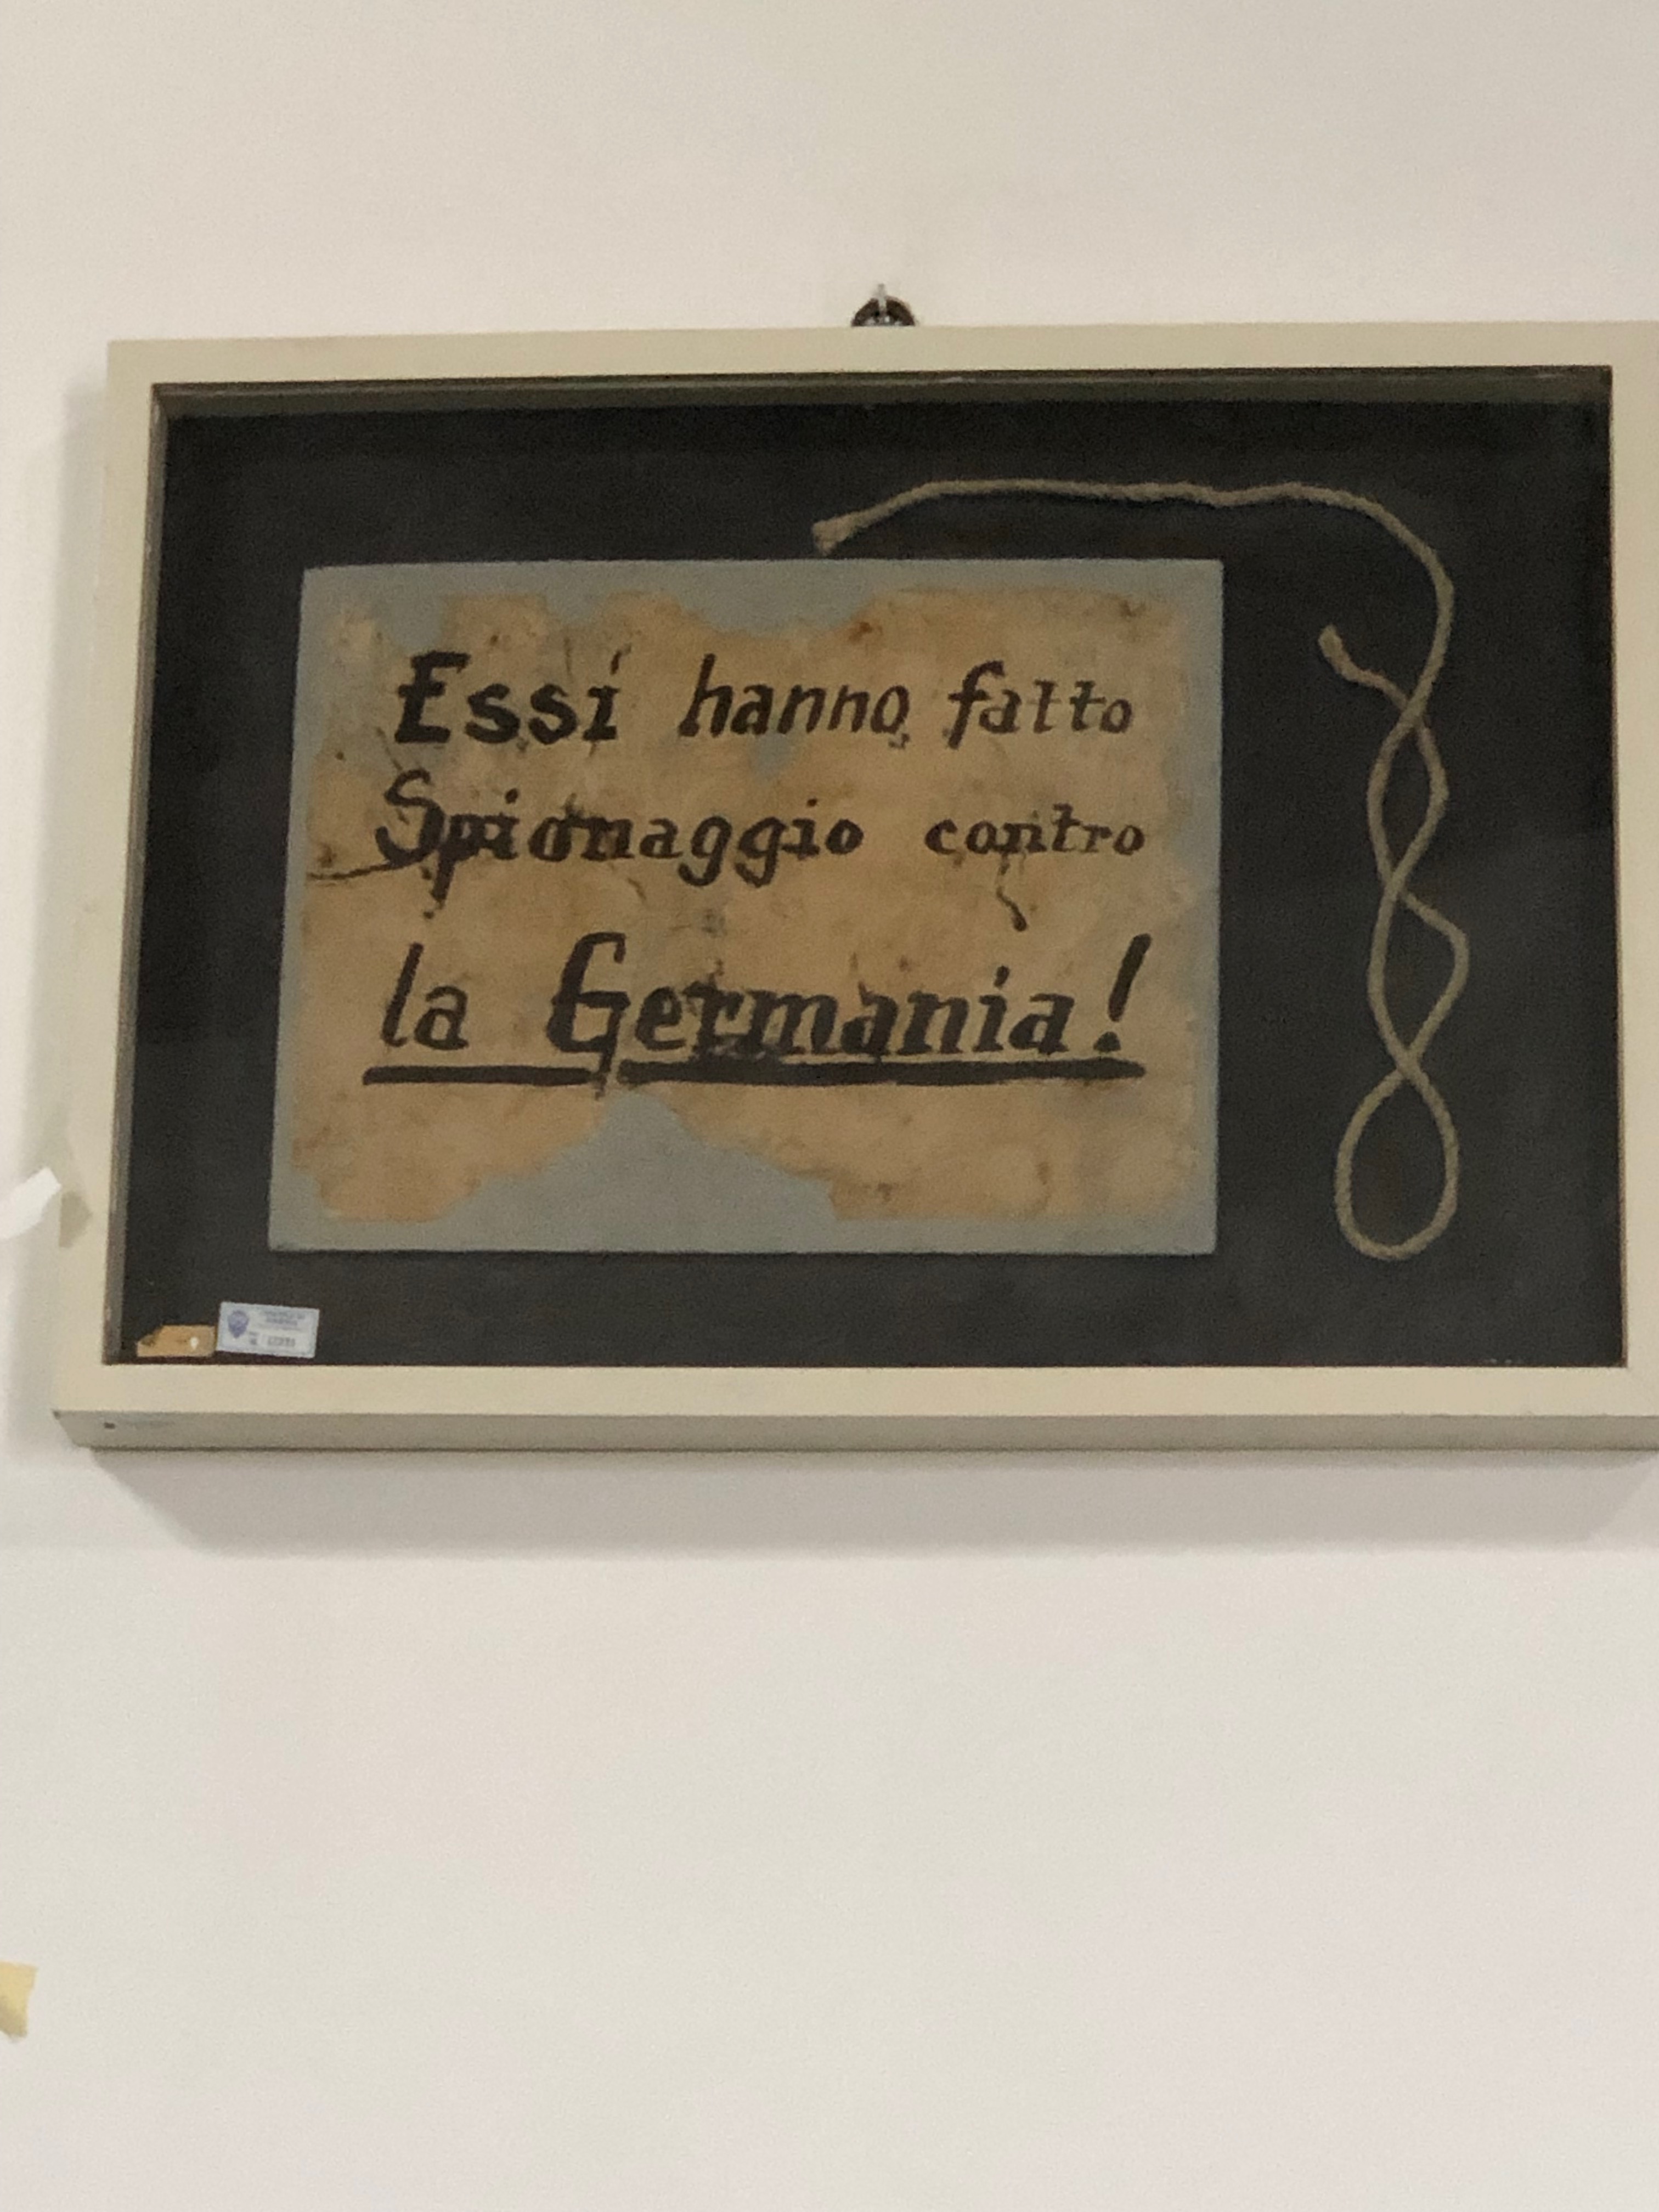 Essi hanno fatto
Spionaggio contro
la Germania!